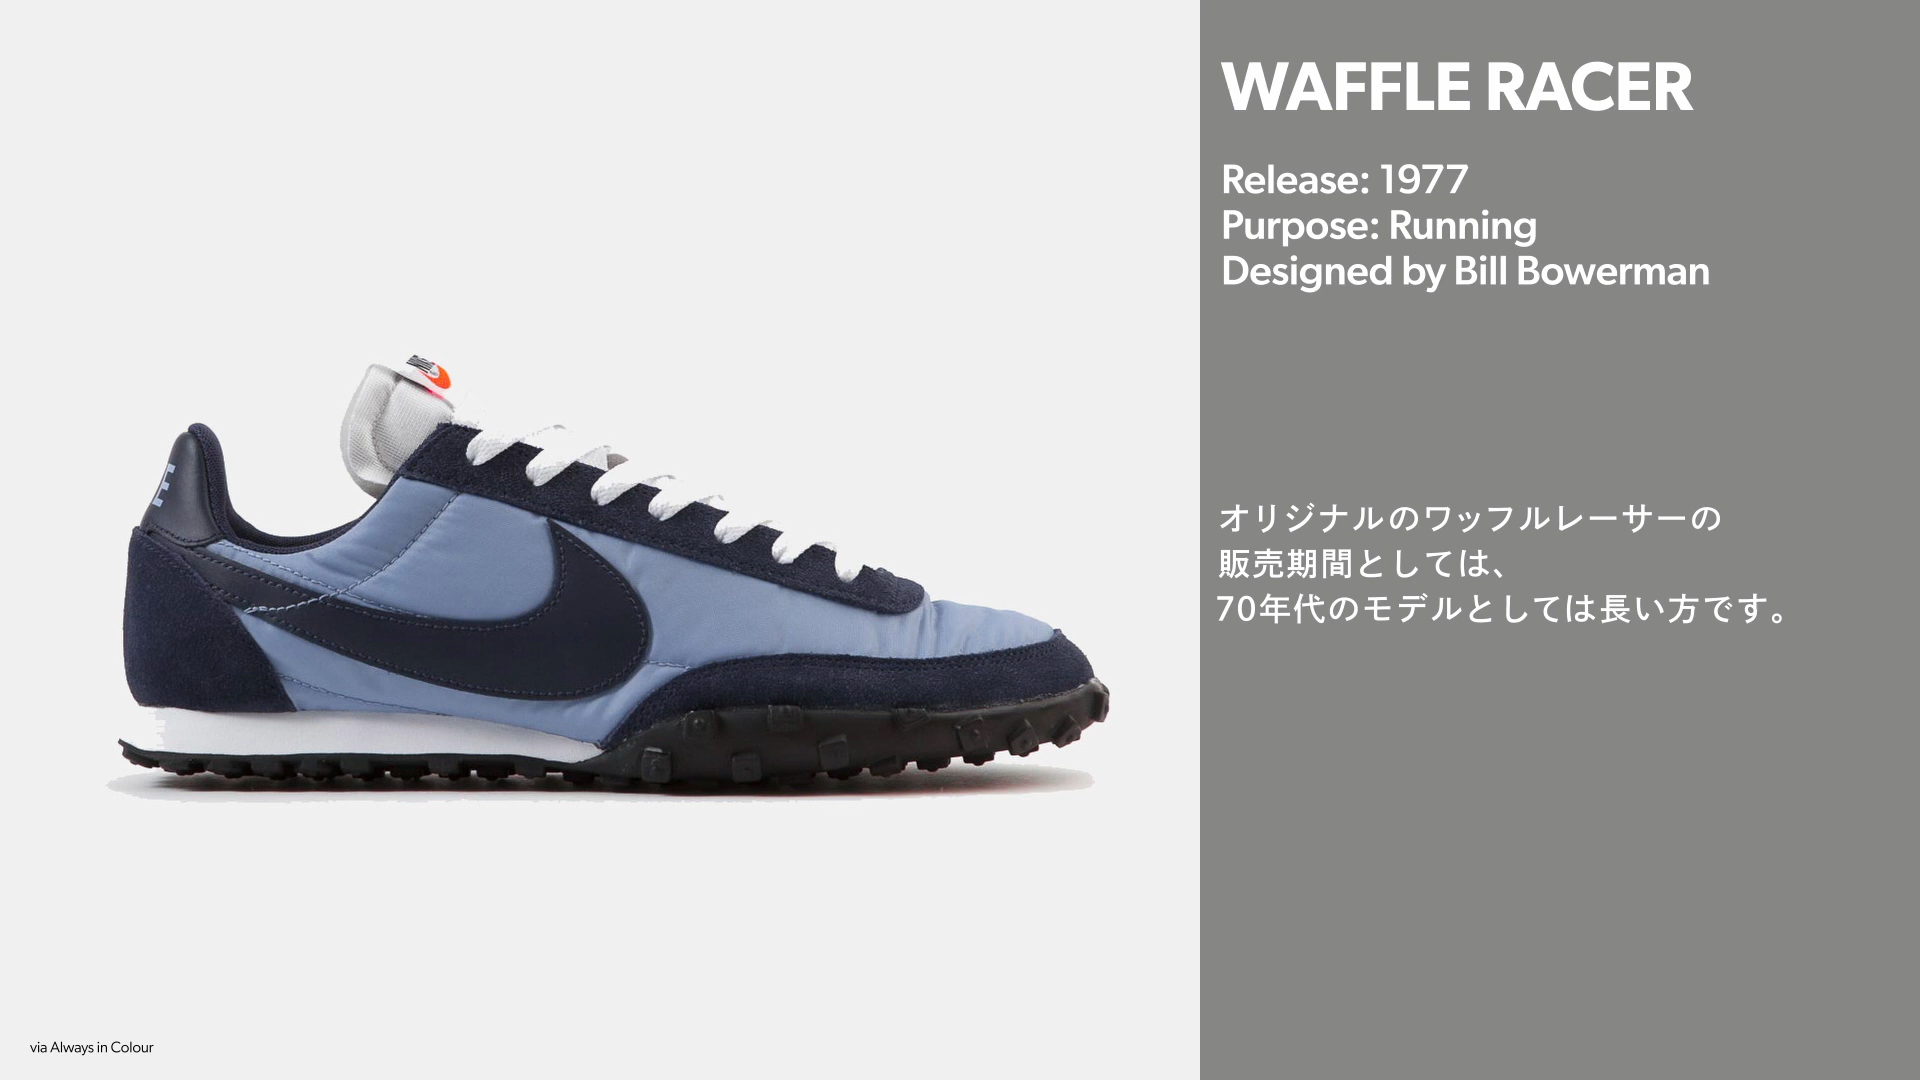 WAFFLE RACER
Release: 1977
Purpose: Running
Designed by Bill Bowerman
オリジナルのワッフルレーサーの
販売期間としては、
70年代のモデルとしては長い方です。
via Always in Colour